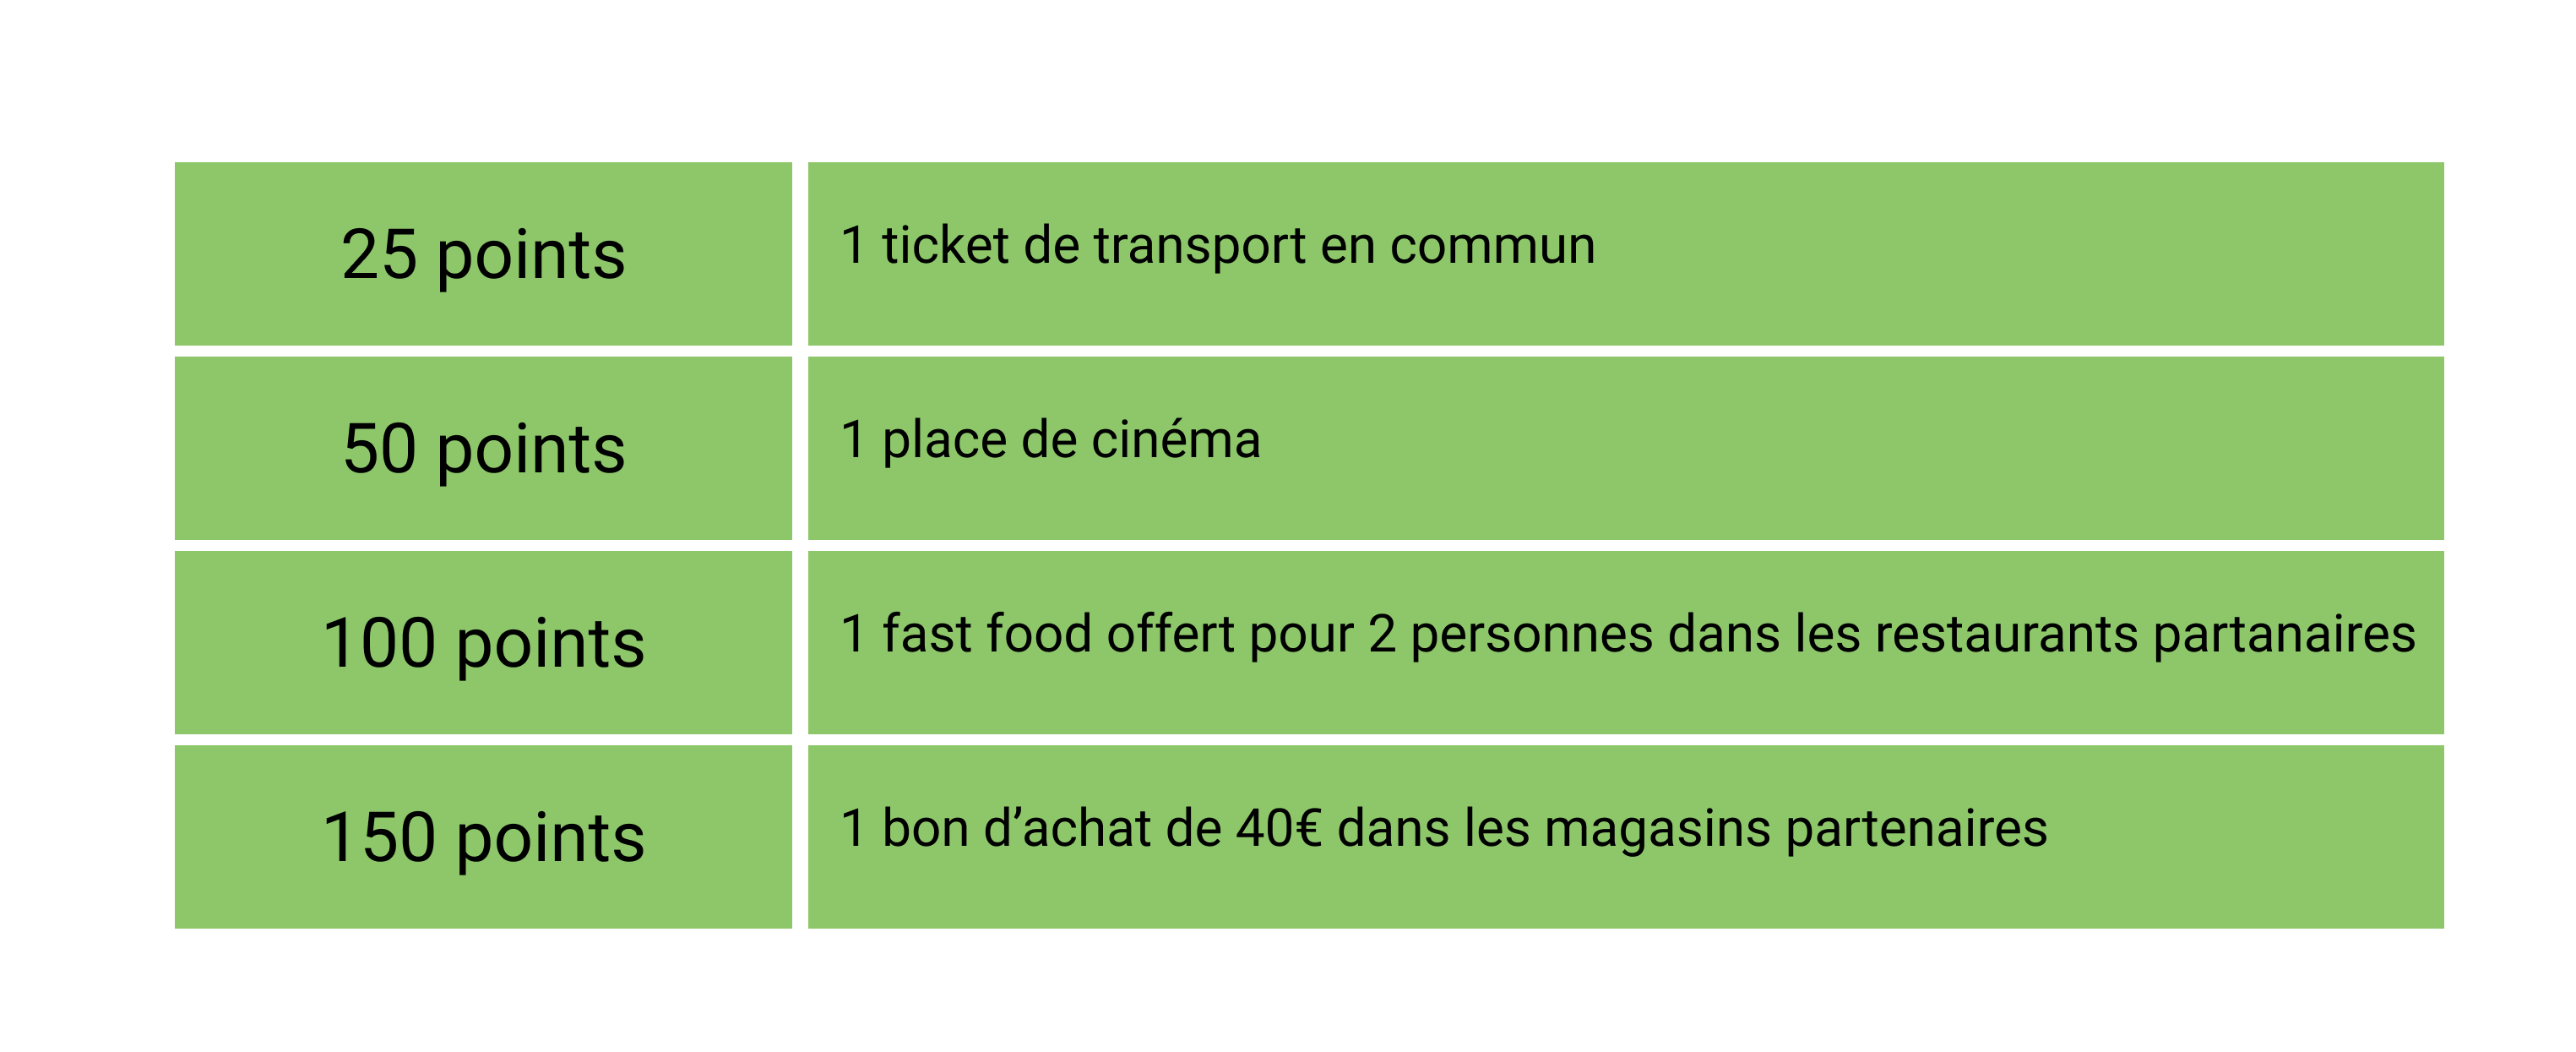 25 points
1 ticket de transport en commun
50 points
1 place de cinéma
100 points
1 fast food offert pour 2 personnes dans les restaurants partanaires
150 points
1 bon d’achat de 40€ dans les magasins partenaires